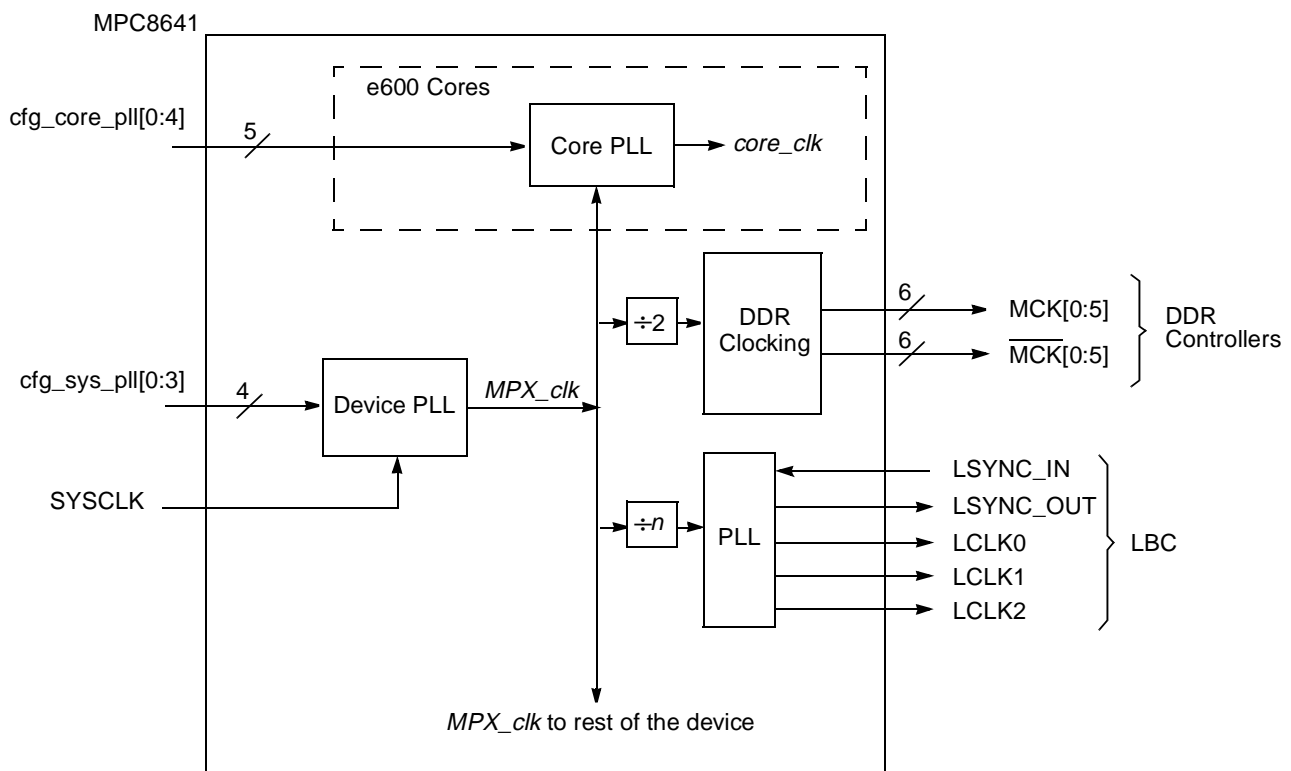 MPC8641
e600 Cores
cfg_core_pll[0:4]
5
Core PLL
core_clk
6
÷2
DDR
Clocking
MCK[0:5]
6
M̅C̅K̅[0:5]
DDR
Controllers
cfg_sys_pll[0:3]
4
Device PLL
MPX_clk
SYSCLK
÷n
PLL
LSYNC_IN
LSYNC_OUT
LCLK0
LCLK1
LCLK2
LBC
MPX_clk to rest of the device